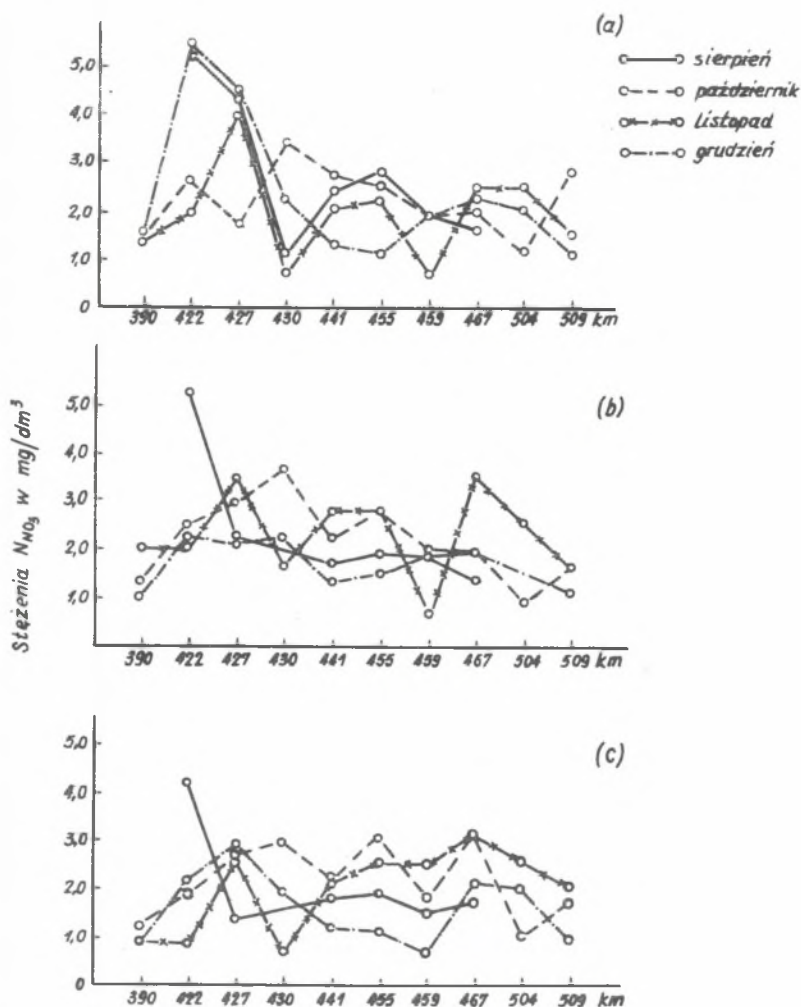 (a)
sierpień
październik
listopad
grudzień
5,0
4,0
3,0
2,0
1,0
0
390 422 427 430 441 455 459 467 504 509 km
(b)
5,0
4,0
3,0
2,0
1,0
390 422 427 430 441 455 459 467 504 509 km
Stężenia N_NO3 w mg/dm³
(c)
5,0
4,0
3,0
2,0
1,0
0
390 422 427 430 441 455 459 467 504 509 km